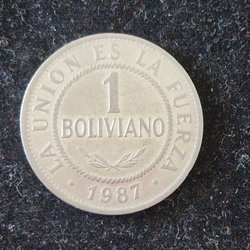 LA UNION ES LA FUERZA
1
BOLIVIANO
1987